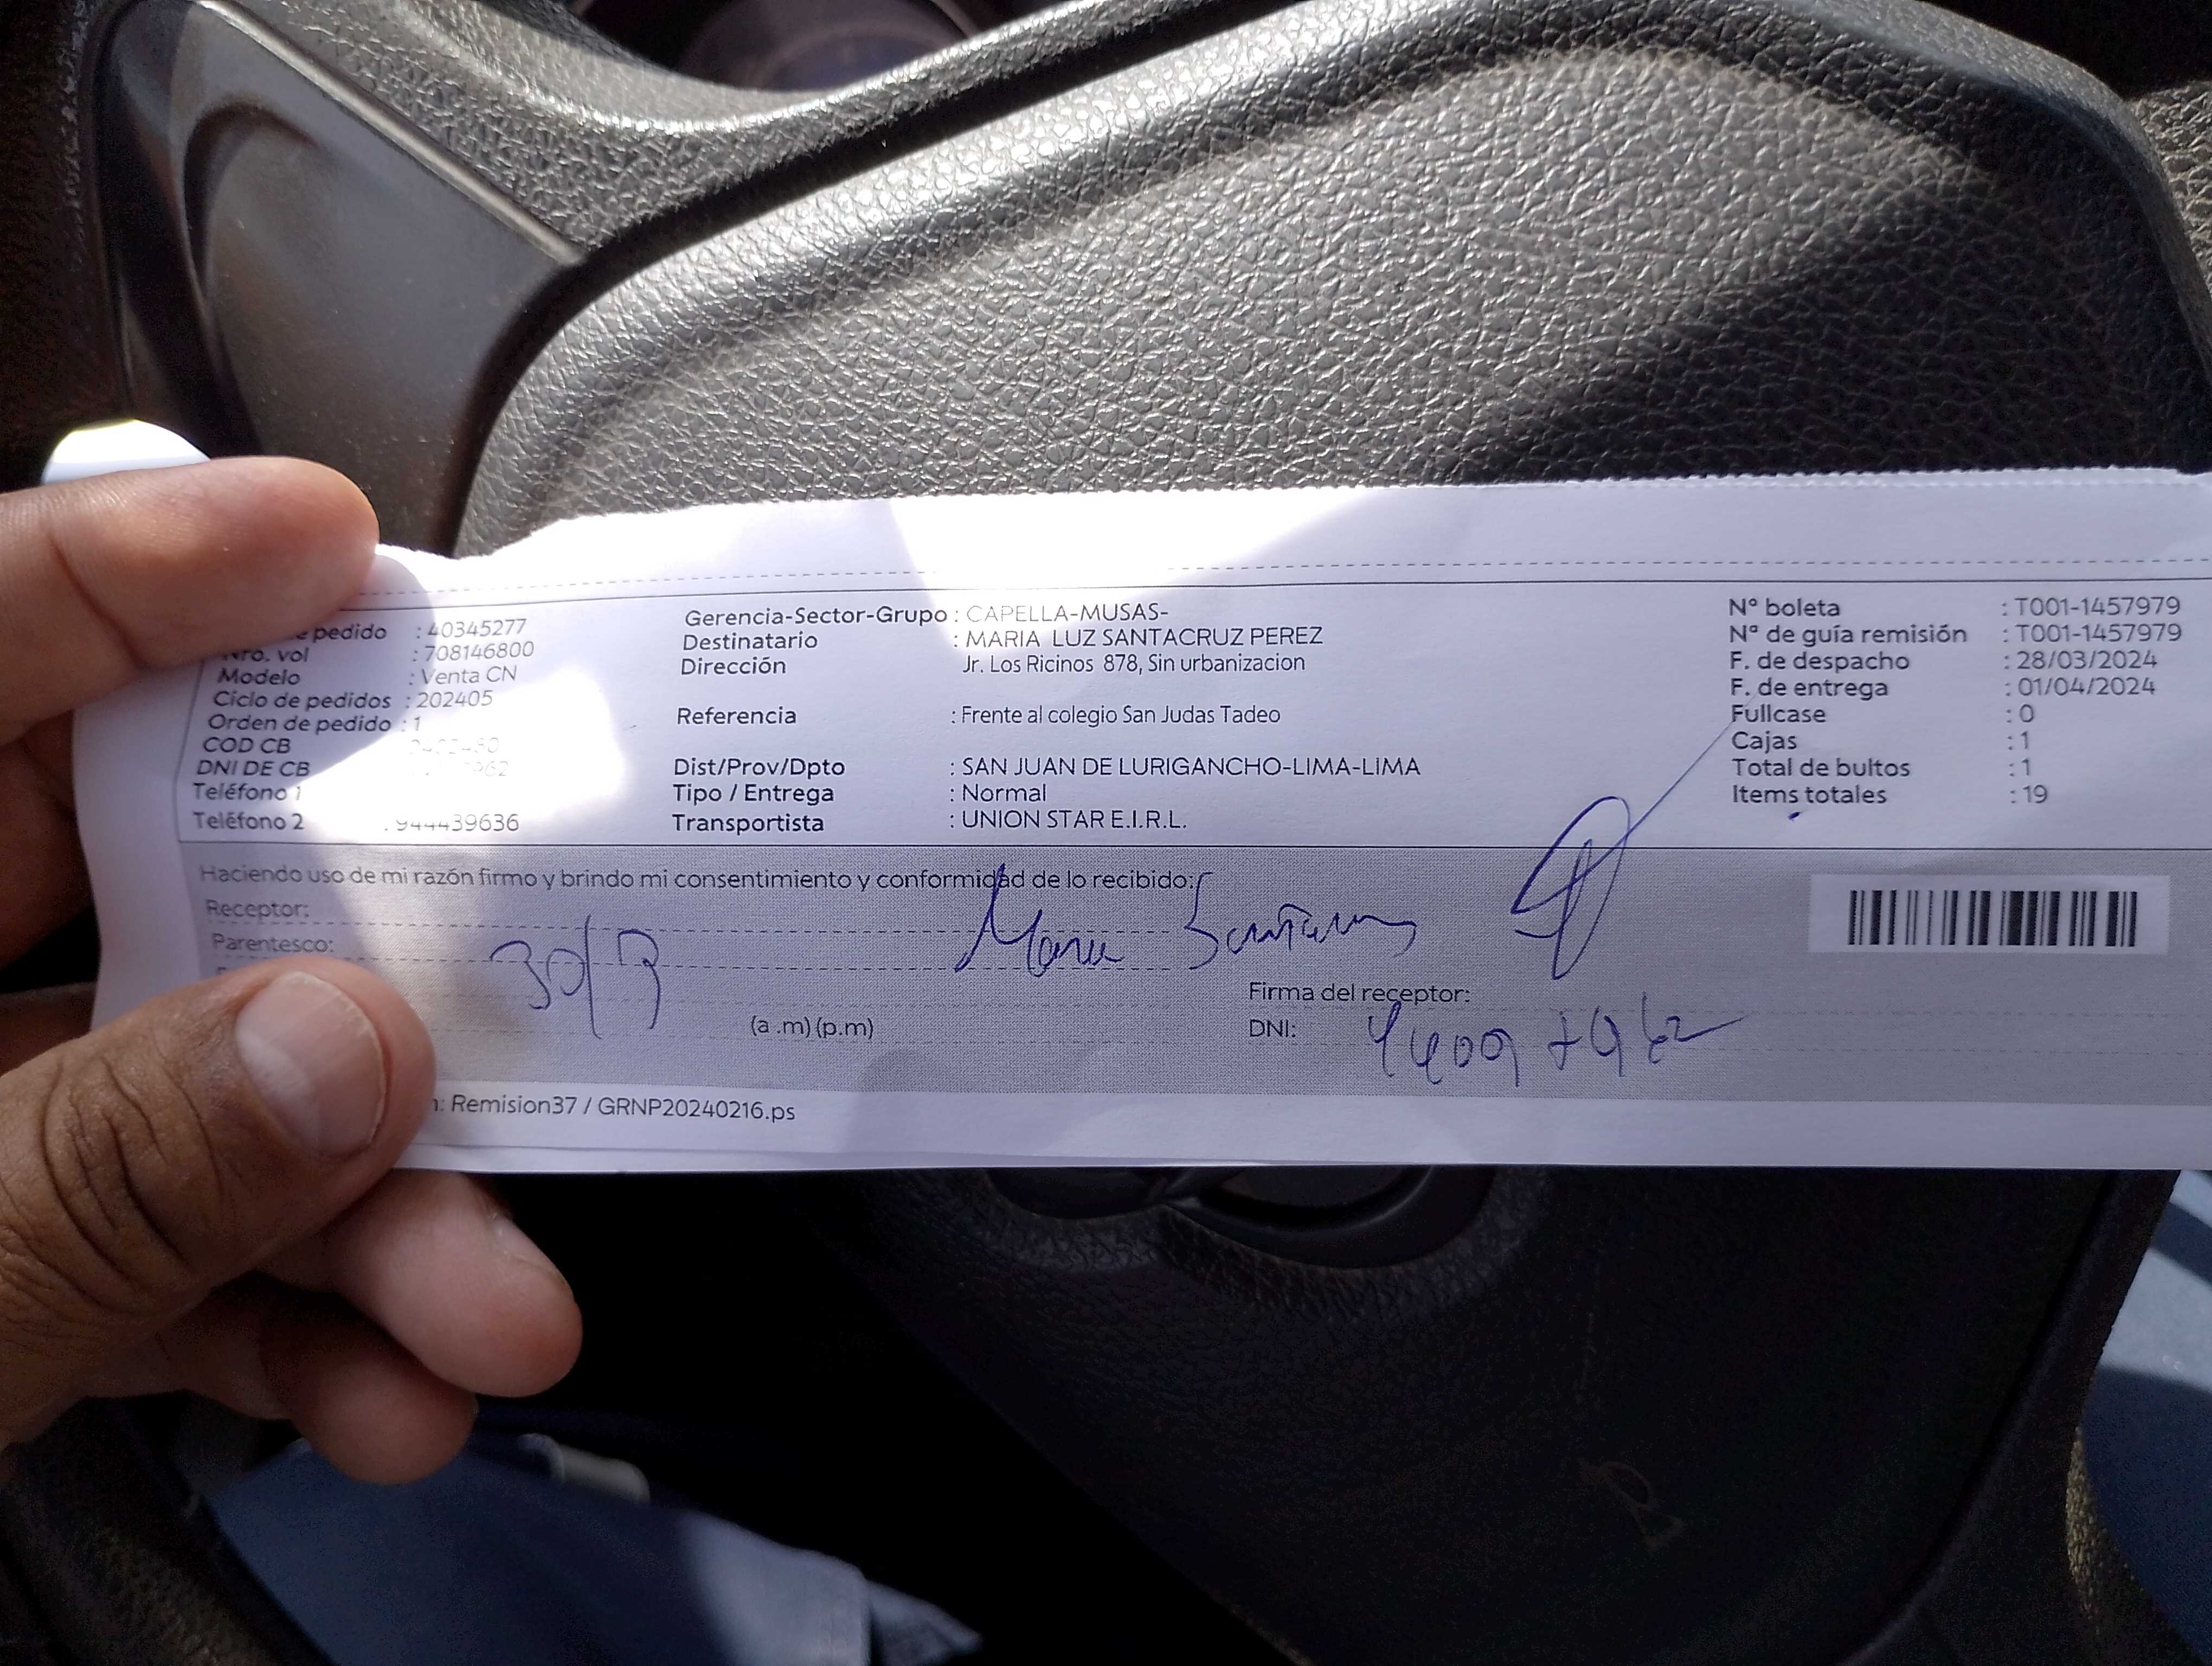 e pedido : 40345277
Nro. vol : 708146800
Modelo : Venta CN
Ciclo de pedidos : 202405
Orden de pedido : 1
COD CB
DNI DE CB
Teléfono 1
Teléfono 2 : 944439636
Gerencia-Sector-Grupo : CAPELLA-MUSAS-
Destinatario : MARIA LUZ SANTACRUZ PEREZ
Dirección Jr. Los Ricinos 878, Sin urbanizacion
Referencia : Frente al colegio San Judas Tadeo
Dist/Prov/Dpto : SAN JUAN DE LURIGANCHO-LIMA-LIMA
Tipo / Entrega : Normal
Transportista : UNION STAR E.I.R.L.
Nº boleta : T001-1457979
Nª de guía remisión : T001-1457979
F. de despacho : 28/03/2024
F. de entrega : 01/04/2024
Fullcase : 0
Cajas : 1
Total de bultos : 1
Items totales : 19
Haciendo uso de mi razón firmo y brindo mi consentimiento y conformidad de lo recibido:
Receptor:
Parentesco:
30/3
Maria Santacruz
(a .m) (p.m)
Firma del receptor:
DNI:
: Remision37 / GRNP20240216.ps